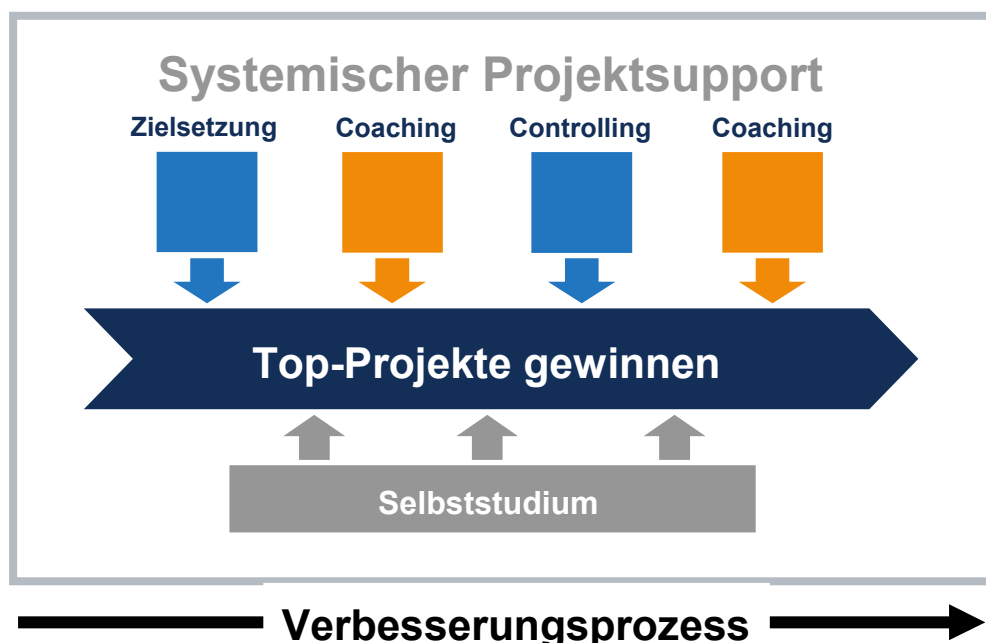 Systemischer Projektsupport
Zielsetzung Coaching Controlling Coaching
Top-Projekte gewinnen
Selbststudium
Verbesserungsprozess